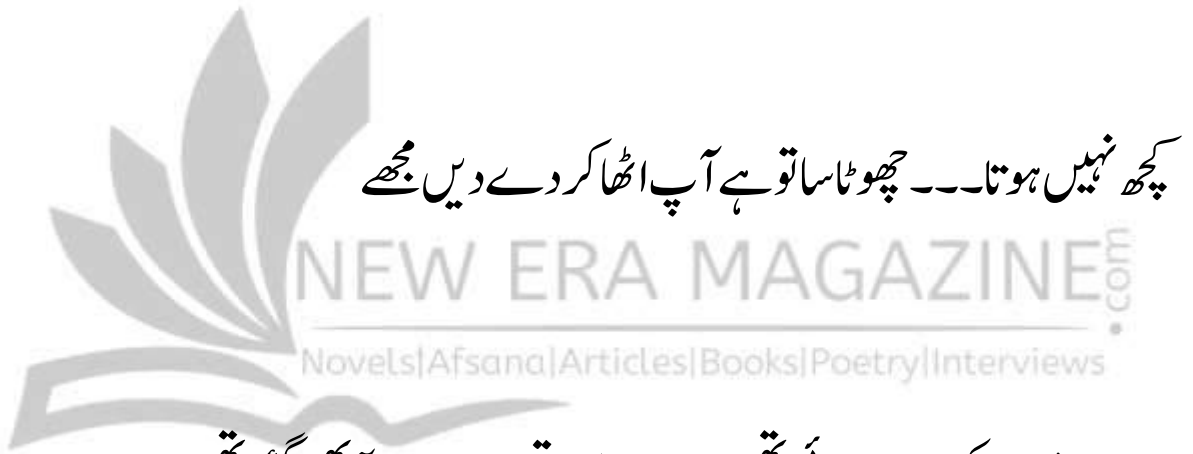 کچھ نہیں ہوتا۔۔۔ چھوٹا سا تو ہے آپ اٹھا کر دے دیں مجھے
NEW ERA MAGAZINE.com
Novels|Afsana|Articles|Books|Poetry|Interviews